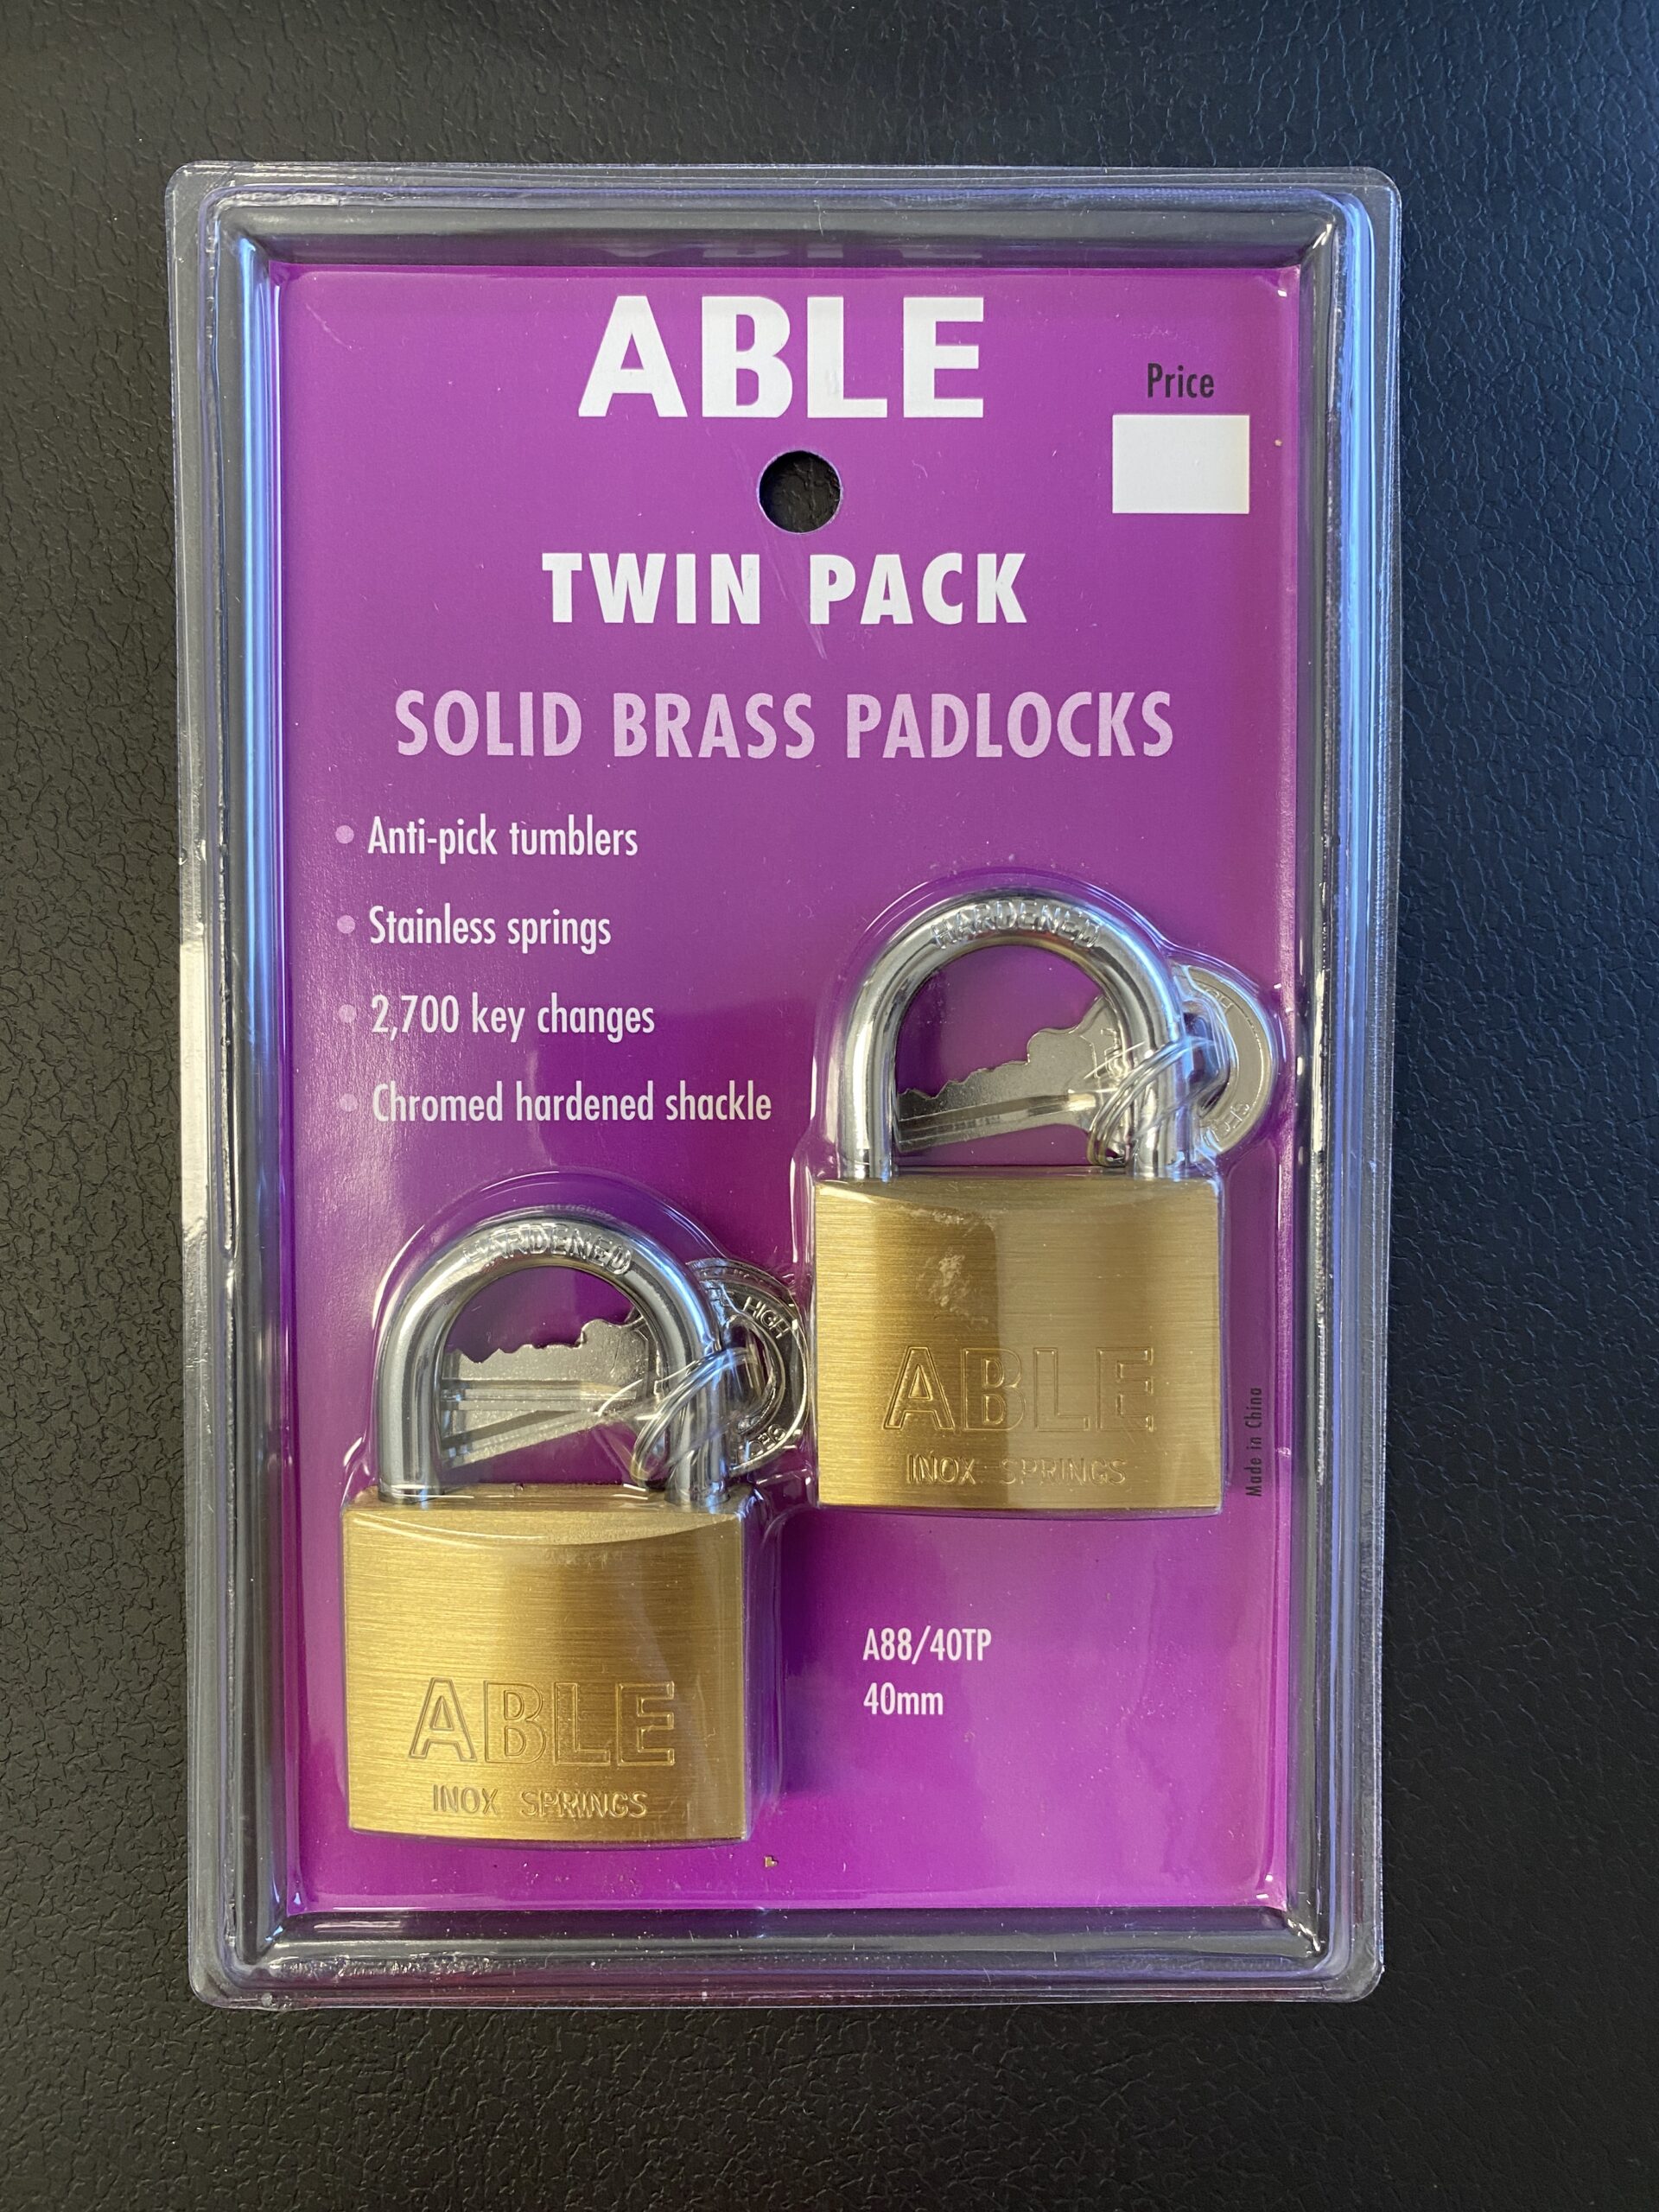 ABLE
Price
TWIN PACK
SOLID BRASS PADLOCKS
• Anti-pick tumblers
• Stainless springs
• 2,700 key changes
• Chromed hardened shackle
HARDENED
HARDENED
HIGH
ABLE
INOX SPRINGS
Made in China
A88/40TP
40mm
ABLE
INOX SPRINGS